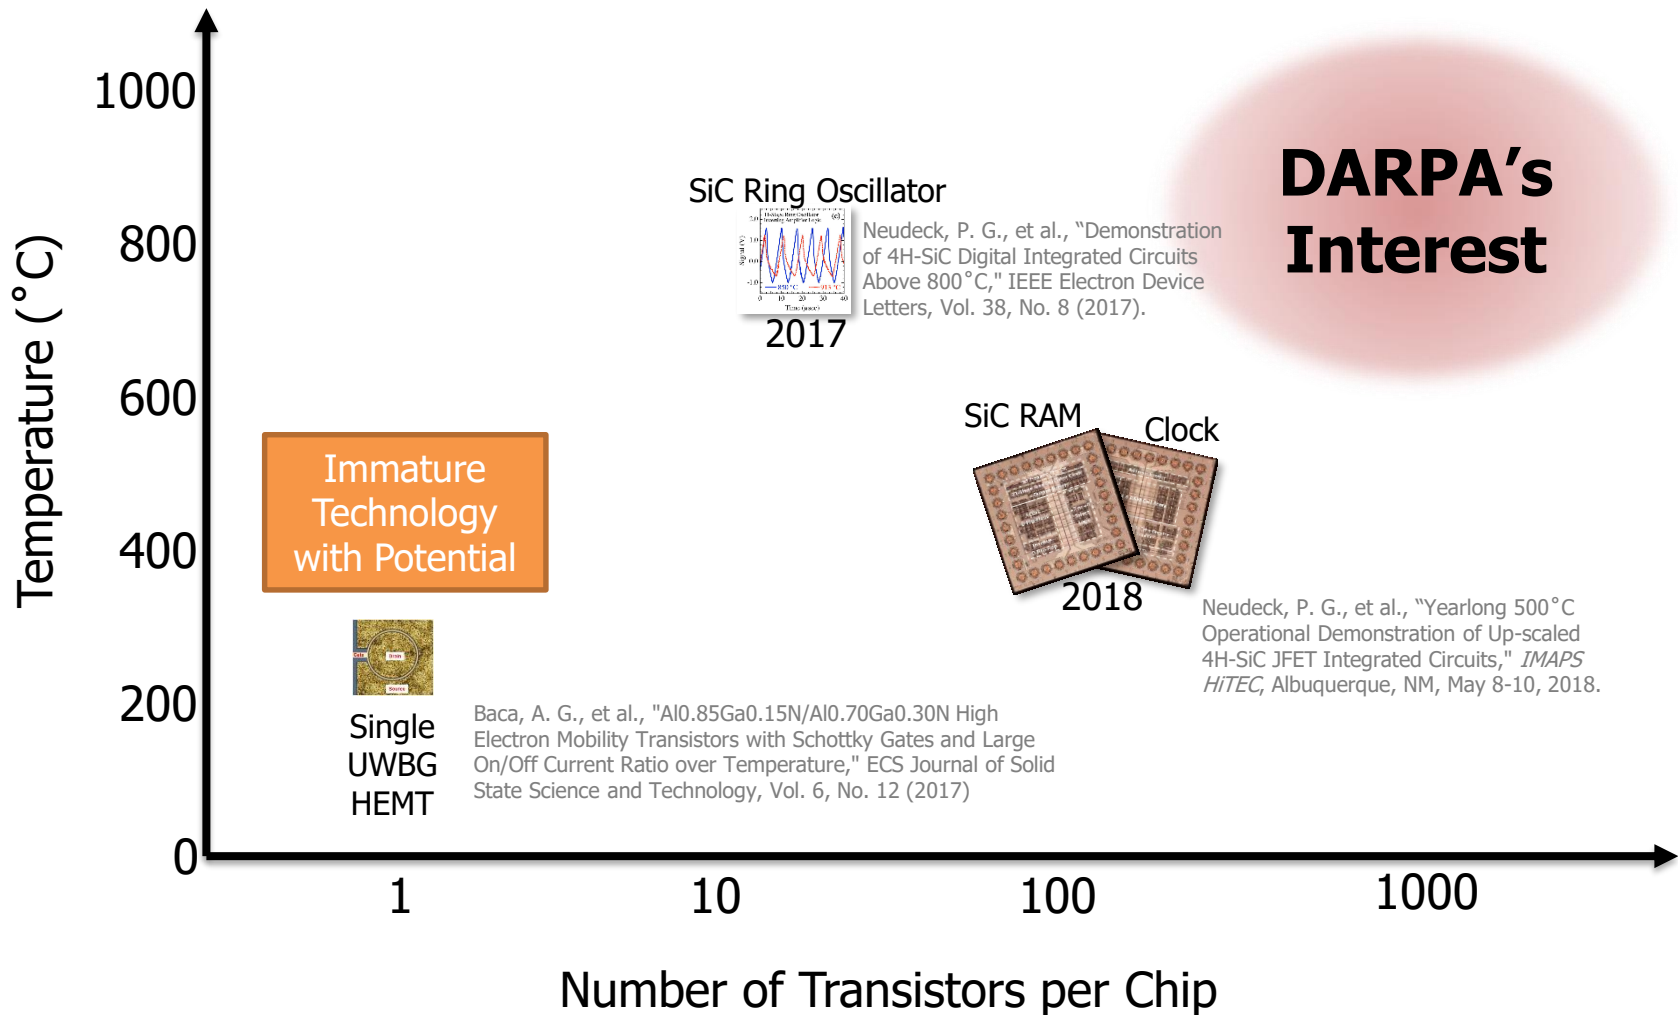 1000
800
600
400
200
0
Temperature (°C)
SiC Ring Oscillator
2017
Neudeck, P. G., et al., “Demonstration
of 4H-SiC Digital Integrated Circuits
Above 800°C," IEEE Electron Device
Letters, Vol. 38, No. 8 (2017).
DARPA’s
Interest
SiC RAM
Clock
2018
Neudeck, P. G., et al., “Yearlong 500°C
Operational Demonstration of Up-scaled
4H-SiC JFET Integrated Circuits," IMAPS
HiTEC, Albuquerque, NM, May 8-10, 2018.
Immature
Technology
with Potential
Gate
Drain
Source
Single
UWBG
HEMT
Baca, A. G., et al., "Al0.85Ga0.15N/Al0.70Ga0.30N High
Electron Mobility Transistors with Schottky Gates and Large
On/Off Current Ratio over Temperature," ECS Journal of Solid
State Science and Technology, Vol. 6, No. 12 (2017)
1
10
100
1000
Number of Transistors per Chip